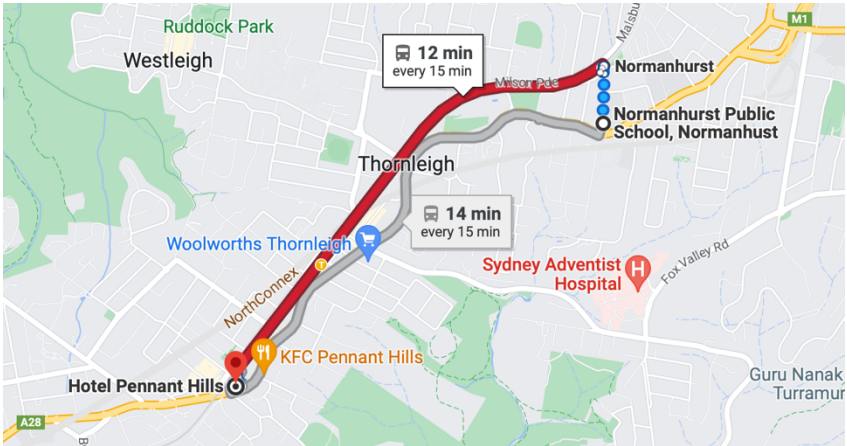 Ruddock Park
Westleigh
M1
Malsbu
12 min
every 15 min
Normanhurst
Milson Pde
Normanhurst Public
School, Normanhust
Thornleigh
14 min
every 15 min
Woolworths Thornleigh
Sydney Adventist
Hospital
H
Fox Valley Rd
T
NorthConnex
KFC Pennant Hills
Hotel Pennant Hills
Guru Nanak
Turramur
A28
B